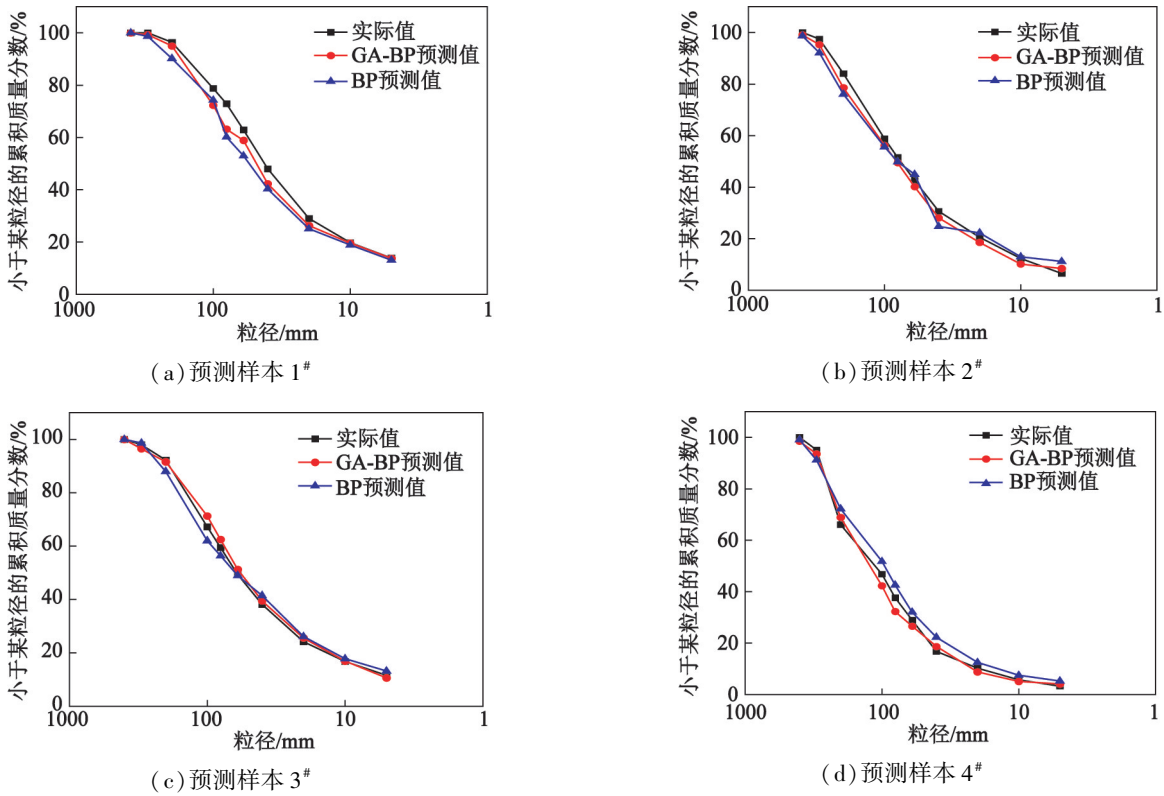 小于某粒径的累积质量分数/%
100
80
60
40
20
0
实际值
GA-BP预测值
BP预测值
1000
100
10
1
粒径/mm
(a)预测样本 1#
小于某粒径的累积质量分数/%
100
80
60
40
20
0
实际值
GA-BP预测值
BP预测值
1000
100
10
1
粒径/mm
(b)预测样本 2#
小于某粒径的累积质量分数/%
100
80
60
40
20
0
实际值
GA-BP预测值
BP预测值
1000
100
10
1
粒径/mm
(c)预测样本 3#
小于某粒径的累积质量分数/%
100
80
60
40
20
0
实际值
GA-BP预测值
BP预测值
1000
100
10
1
粒径/mm
(d)预测样本 4#